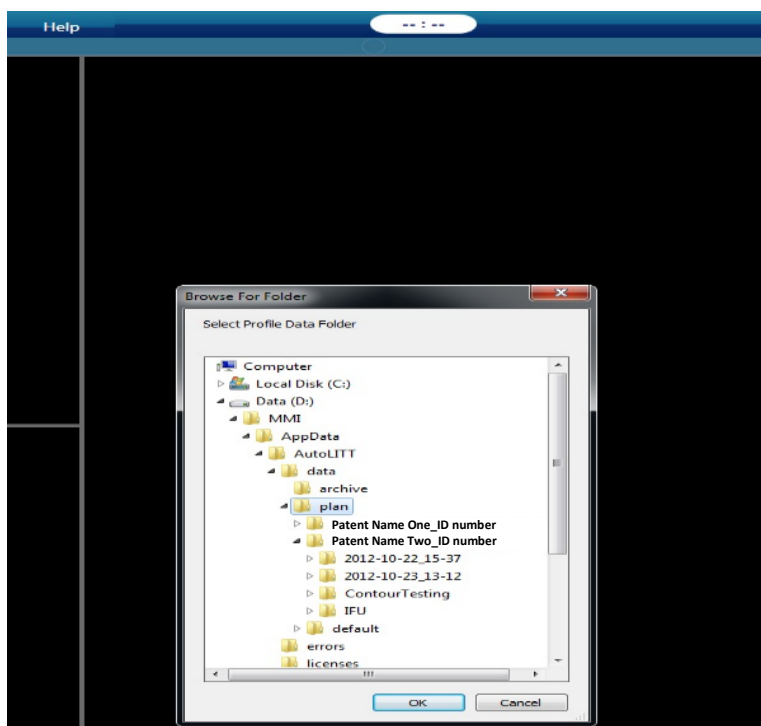 Help
-- : --
Browse For Folder
Select Profile Data Folder
Computer
Local Disk (C:)
Data (D:)
MMI
AppData
AutoLITT
data
archive
plan
Patent Name One_ID number
Patent Name Two_ID number
2012-10-22_15-37
2012-10-23_13-12
ContourTesting
IFU
default
errors
licenses
OK Cancel